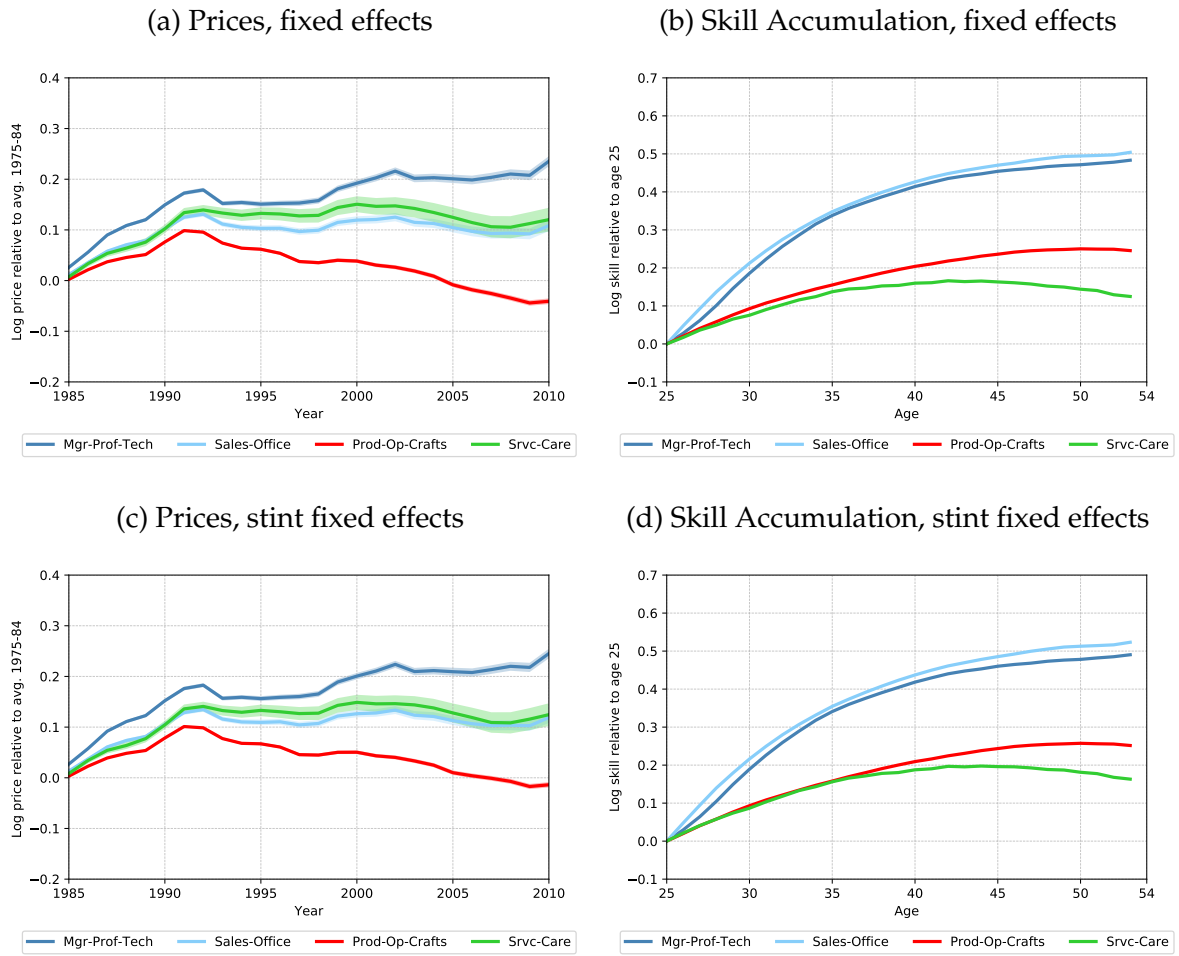 (a) Prices, fixed effects
0.4
0.3
0.2
0.1
0.0
−0.1
−0.2
Log price relative to avg. 1975-84
1985 1990 1995 2000 2005 2010
Year
Mgr-Prof-Tech Sales-Office Prod-Op-Crafts Srvc-Care
(b) Skill Accumulation, fixed effects
0.7
0.6
0.5
0.4
0.3
0.2
0.1
0.0
−0.1
Log skill relative to age 25
25 30 35 40 45 50 54
Age
Mgr-Prof-Tech Sales-Office Prod-Op-Crafts Srvc-Care
(c) Prices, stint fixed effects
0.4
0.3
0.2
0.1
0.0
−0.1
−0.2
Log price relative to avg. 1975-84
1985 1990 1995 2000 2005 2010
Year
Mgr-Prof-Tech Sales-Office Prod-Op-Crafts Srvc-Care
(d) Skill Accumulation, stint fixed effects
0.7
0.6
0.5
0.4
0.3
0.2
0.1
0.0
−0.1
Log skill relative to age 25
25 30 35 40 45 50 54
Age
Mgr-Prof-Tech Sales-Office Prod-Op-Crafts Srvc-Care